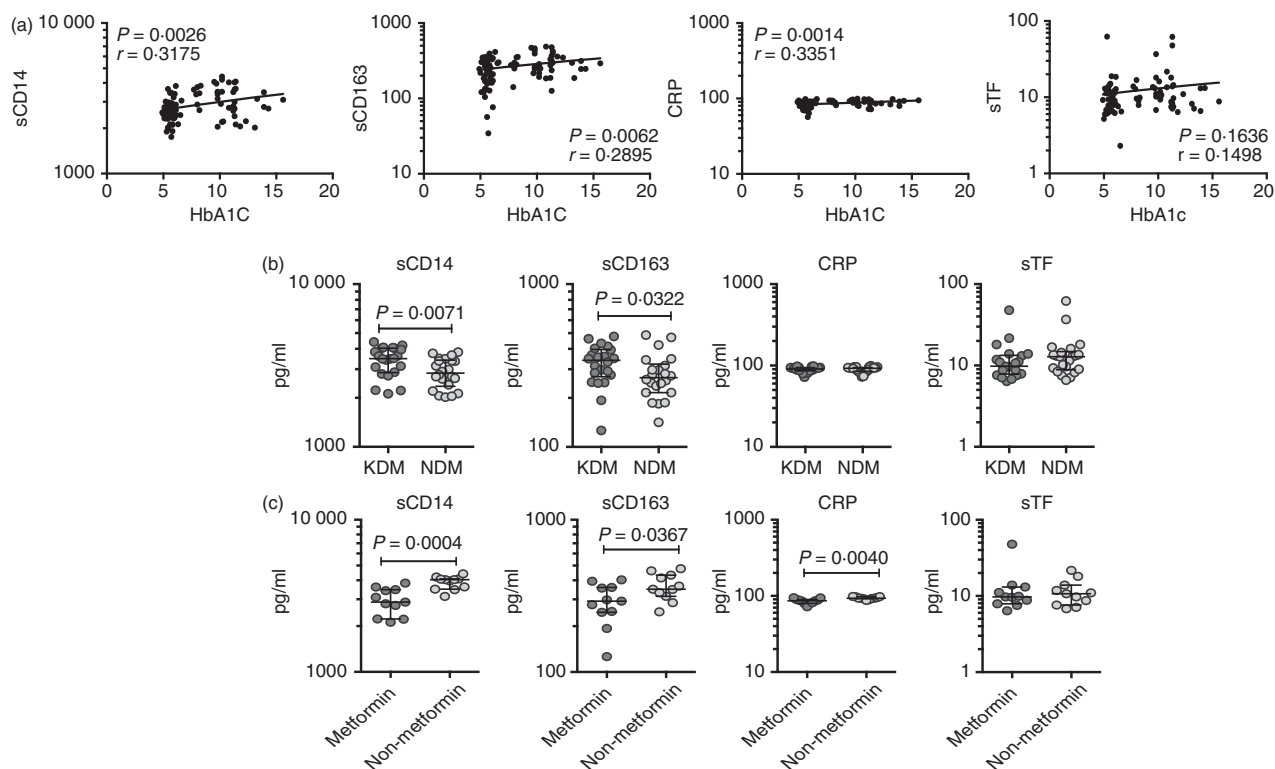 (a)
10 000
P = 0·0026
r = 0·3175
sCD14
1000
0 5 10 15 20
HbA1C
1000
sCD163
100
P = 0·0062
r = 0·2895
10
0 5 10 15 20
HbA1C
1000
P = 0·0014
r = 0·3351
CRP
100
10
0 5 10 15 20
HbA1C
100
sTF
10
P = 0·1636
r = 0·1498
1
0 5 10 15 20
HbA1c
(b)
sCD14
10 000
P = 0·0071
pg/ml
1000
KDM NDM
sCD163
1000
P = 0·0322
pg/ml
100
KDM NDM
CRP
1000
pg/ml
100
10
KDM NDM
sTF
100
pg/ml
10
1
KDM NDM
(c)
sCD14
10 000
P = 0·0004
pg/ml
1000
Metformin
Non-metformin
sCD163
1000
P = 0·0367
pg/ml
100
Metformin
Non-metformin
CRP
1000
P = 0·0040
pg/ml
100
10
Metformin
Non-metformin
sTF
100
pg/ml
10
1
Metformin
Non-metformin